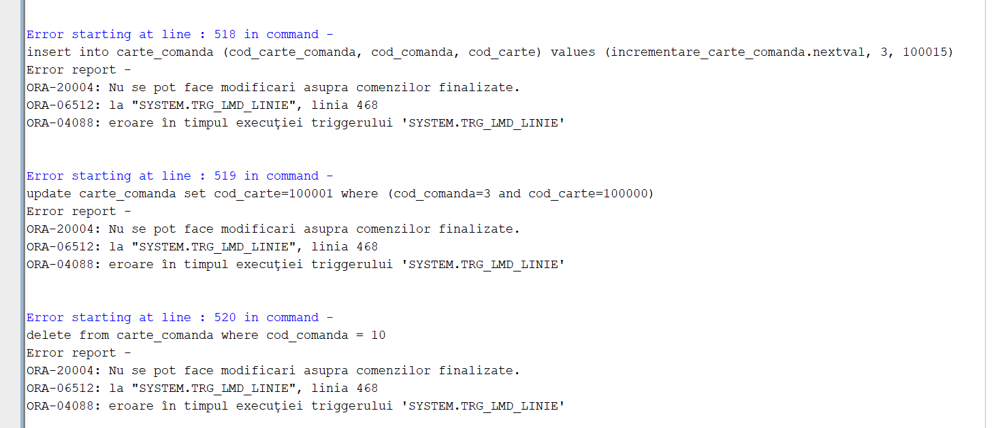 Error starting at line : 518 in command -
insert into carte_comanda (cod_carte_comanda, cod_comanda, cod_carte) values (incrementare_carte_comanda.nextval, 3, 100015)
Error report -
ORA-20004: Nu se pot face modificari asupra comenzilor finalizate.
ORA-06512: la "SYSTEM.TRG_LMD_LINIE", linia 468
ORA-04088: eroare în timpul execuţiei triggerului 'SYSTEM.TRG_LMD_LINIE'
Error starting at line : 519 in command -
update carte_comanda set cod_carte=100001 where (cod_comanda=3 and cod_carte=100000)
Error report -
ORA-20004: Nu se pot face modificari asupra comenzilor finalizate.
ORA-06512: la "SYSTEM.TRG_LMD_LINIE", linia 468
ORA-04088: eroare în timpul execuţiei triggerului 'SYSTEM.TRG_LMD_LINIE'
Error starting at line : 520 in command -
delete from carte_comanda where cod_comanda = 10
Error report -
ORA-20004: Nu se pot face modificari asupra comenzilor finalizate.
ORA-06512: la "SYSTEM.TRG_LMD_LINIE", linia 468
ORA-04088: eroare în timpul execuţiei triggerului 'SYSTEM.TRG_LMD_LINIE'